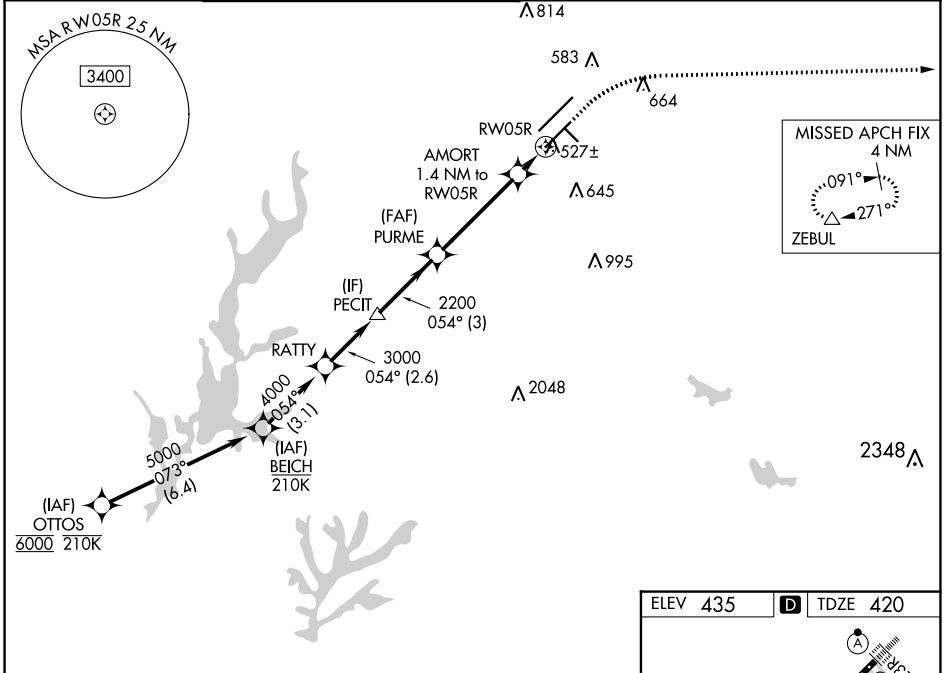 MSA RW05R 25 NM
3400
814
583
664
RW05R
527±
AMORT
1.4 NM to
RW05R
645
MISSED APCH FIX
4 NM
091°
271°
ZEBUL
(FAF)
PURME
995
(IF)
PECIT
2200
054° (3)
RATTY
3000
054° (2.6)
2048
4000
054°
(3.1)
(IAF)
BEICH
210K
5000
073°
(6.4)
2348
(IAF)
OTTOS
6000 210K
ELEV 435 D TDZE 420
A